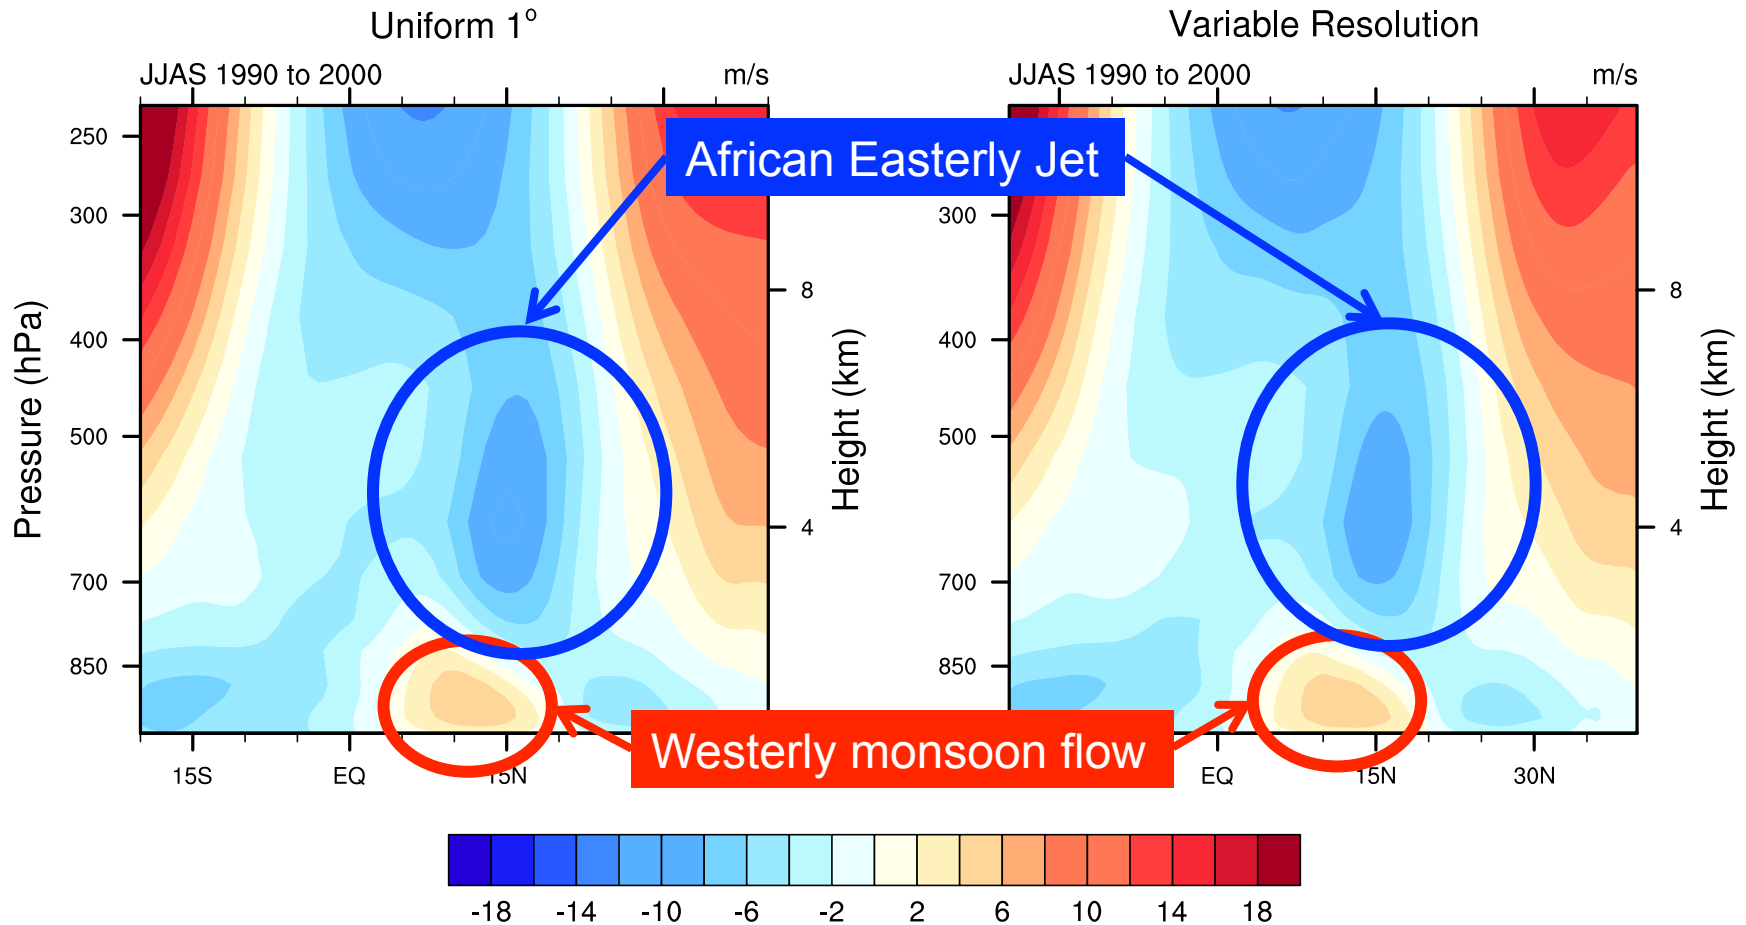 Uniform 1°
Variable Resolution
JJAS 1990 to 2000
m/s
JJAS 1990 to 2000
m/s
African Easterly Jet
250
300
400
500
700
850
Pressure (hPa)
8
4
Height (km)
300
400
500
700
850
8
4
Height (km)
Westerly monsoon flow
15S
EQ
15N
EQ
15N
30N
-18
-14
-10
-6
-2
2
6
10
14
18